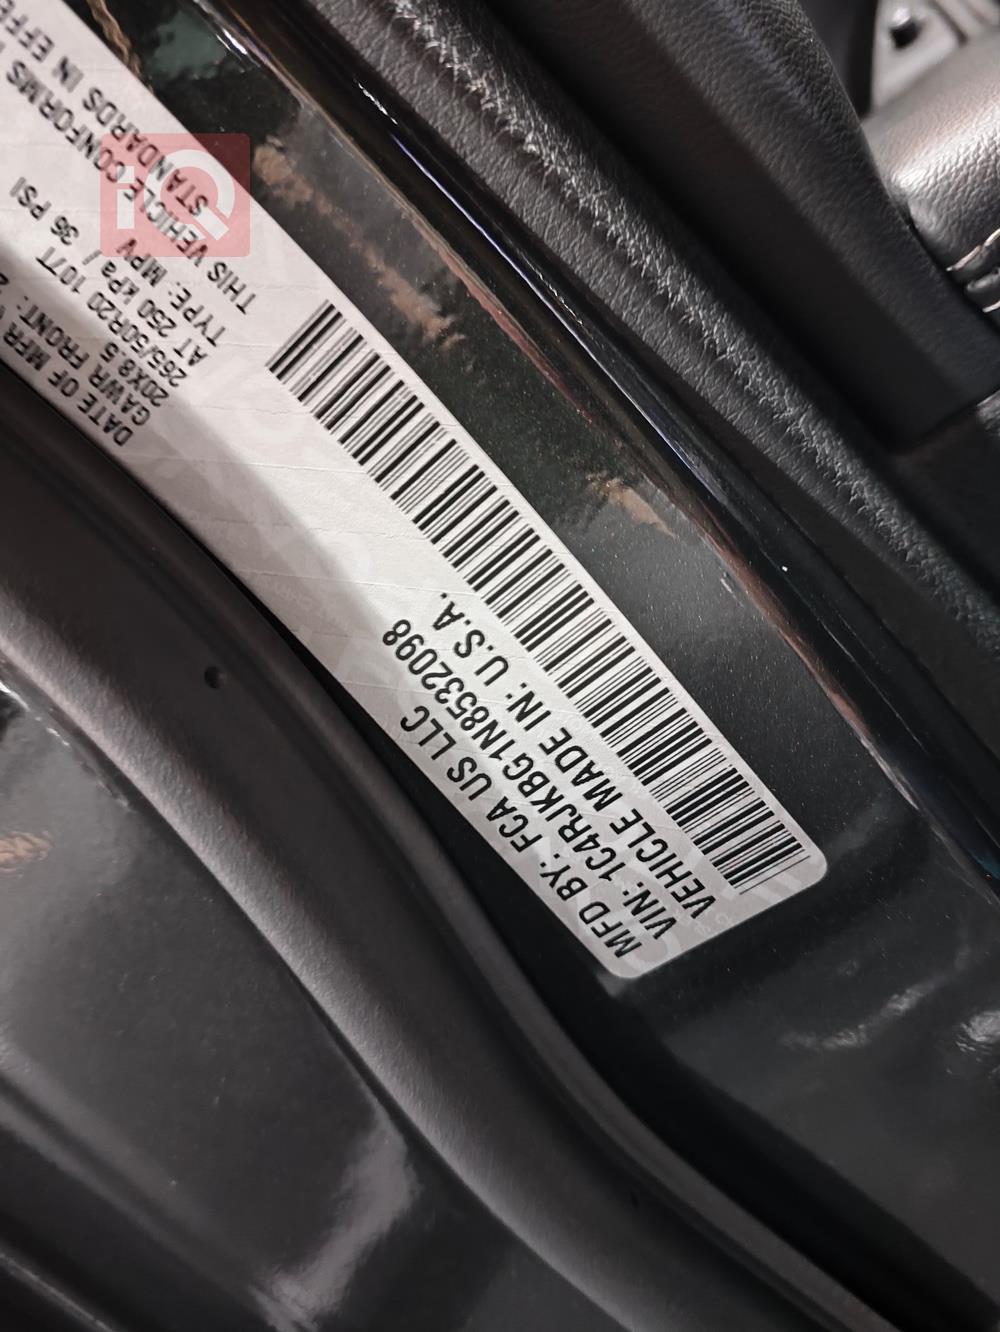 MFD BY: FCA US LLC
VIN: 1C4RJKBG1N8532098
VEHICLE MADE IN: U.S.A.
DATE OF MFR
GAWR FRONT:
20X8.5
265/50R20 107T
AT 250 kPa / 36 PSI
TYPE: MPV
THIS VEHICLE CONFORMS
STANDARDS IN
iQ